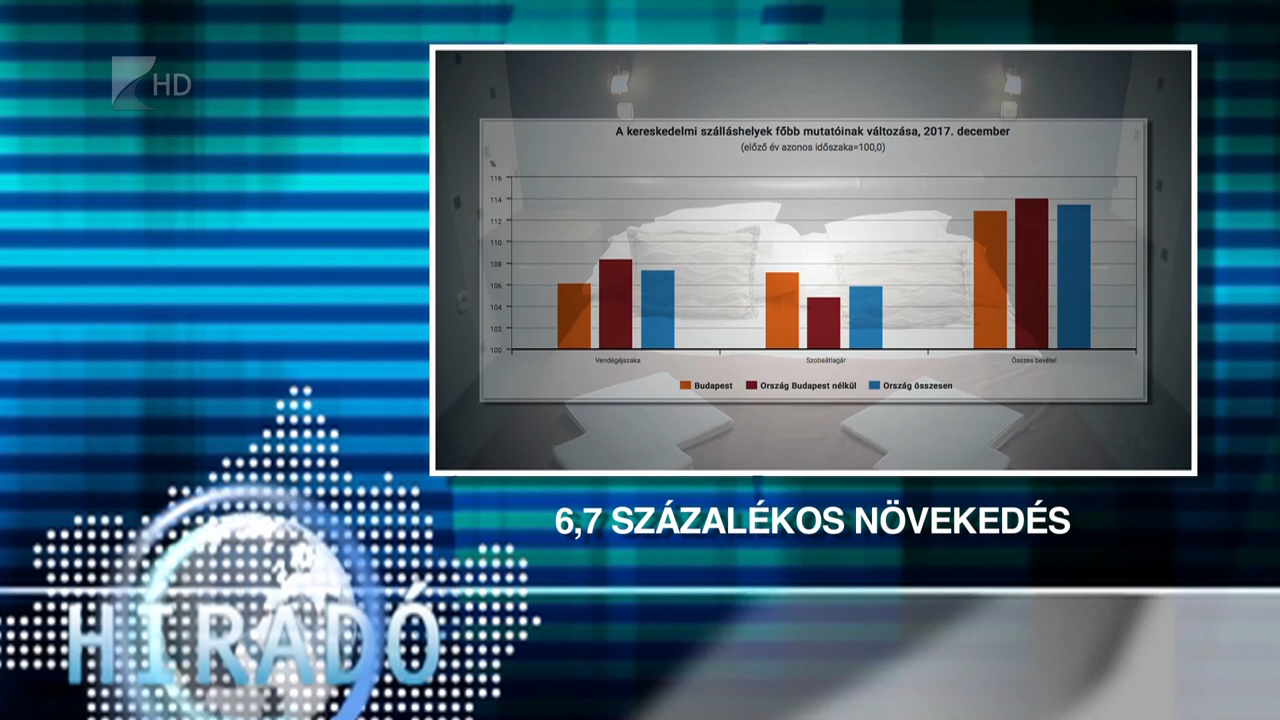 HD
A kereskedelmi szálláshelyek főbb mutatóinak változása, 2017. december
(előző év azonos időszaka=100,0)
%
116
114
112
110
108
106
104
102
100
Vendégéjszaka Szobaátlagár Összes bevétel
Budapest Ország Budapest nélkül Ország összesen
6,7 SZÁZALÉKOS NÖVEKEDÉS
HIRADÓ